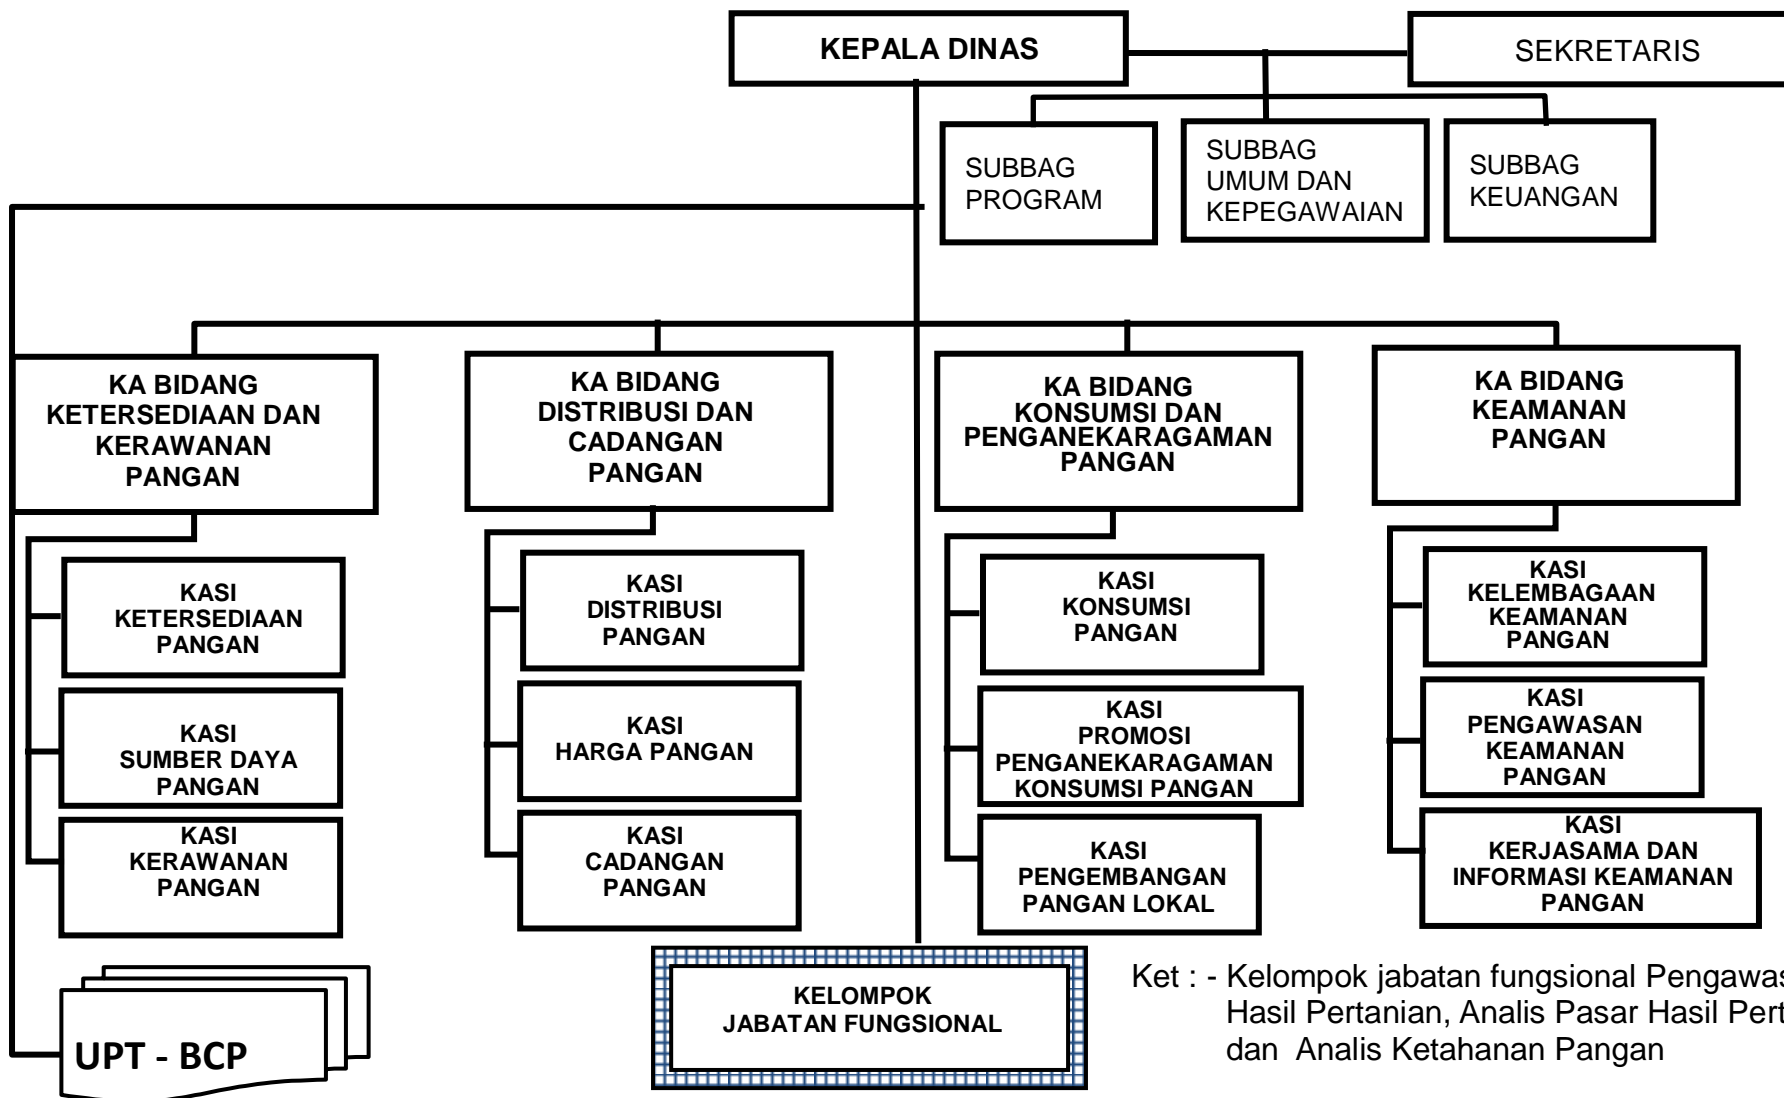 KEPALA DINAS
SEKRETARIS
SUBBAG
PROGRAM
SUBBAG
UMUM DAN
KEPEGAWAIAN
SUBBAG
KEUANGAN
KA BIDANG
KETERSEDIAAN DAN
KERAWANAN
PANGAN
KA BIDANG
DISTRIBUSI DAN
CADANGAN
PANGAN
KA BIDANG
KONSUMSI DAN
PENGANEKARAGAMAN
PANGAN
KA BIDANG
KEAMANAN
PANGAN
KASI
KETERSEDIAAN
PANGAN
KASI
SUMBER DAYA
PANGAN
KASI
KERAWANAN
PANGAN
KASI
DISTRIBUSI
PANGAN
KASI
HARGA PANGAN
KASI
CADANGAN
PANGAN
KASI
KONSUMSI
PANGAN
KASI
PROMOSI
PENGANEKARAGAMAN
KONSUMSI PANGAN
KASI
PENGEMBANGAN
PANGAN LOKAL
KASI
KELEMBAGAAN
KEAMANAN
PANGAN
KASI
PENGAWASAN
KEAMANAN
PANGAN
KASI
KERJASAMA DAN
INFORMASI KEAMANAN
PANGAN
UPT - BCP
KELOMPOK
JABATAN FUNGSIONAL
Ket : - Kelompok jabatan fungsional Pengawas
Hasil Pertanian, Analis Pasar Hasil Pert
dan Analis Ketahanan Pangan